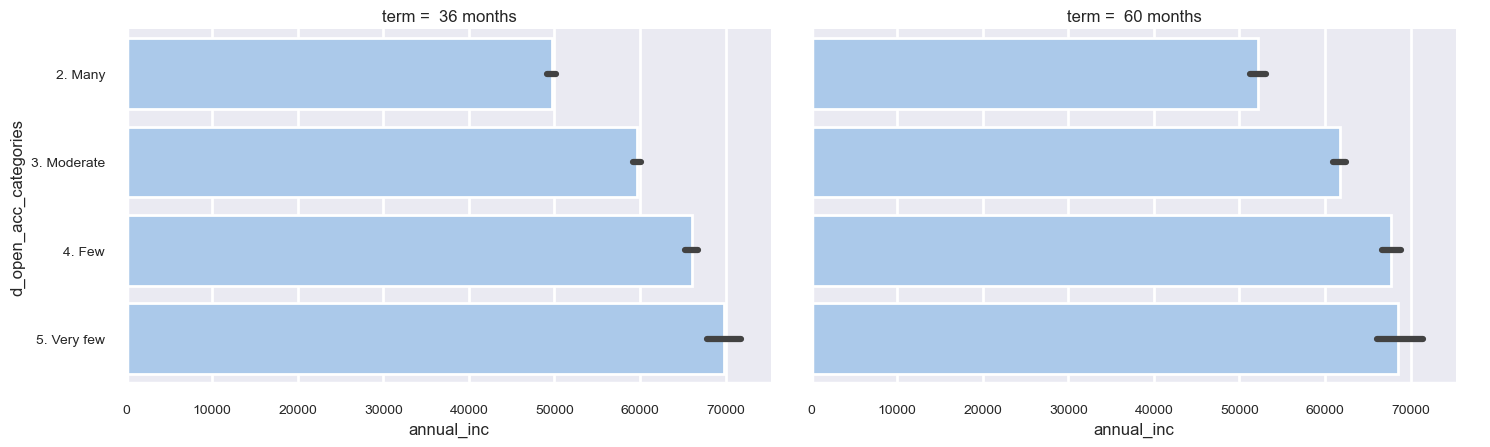 term =  36 months
term =  60 months
d_open_acc_categories
2. Many
3. Moderate
4. Few
5. Very few
0 10000 20000 30000 40000 50000 60000 70000
0 10000 20000 30000 40000 50000 60000 70000
annual_inc
annual_inc